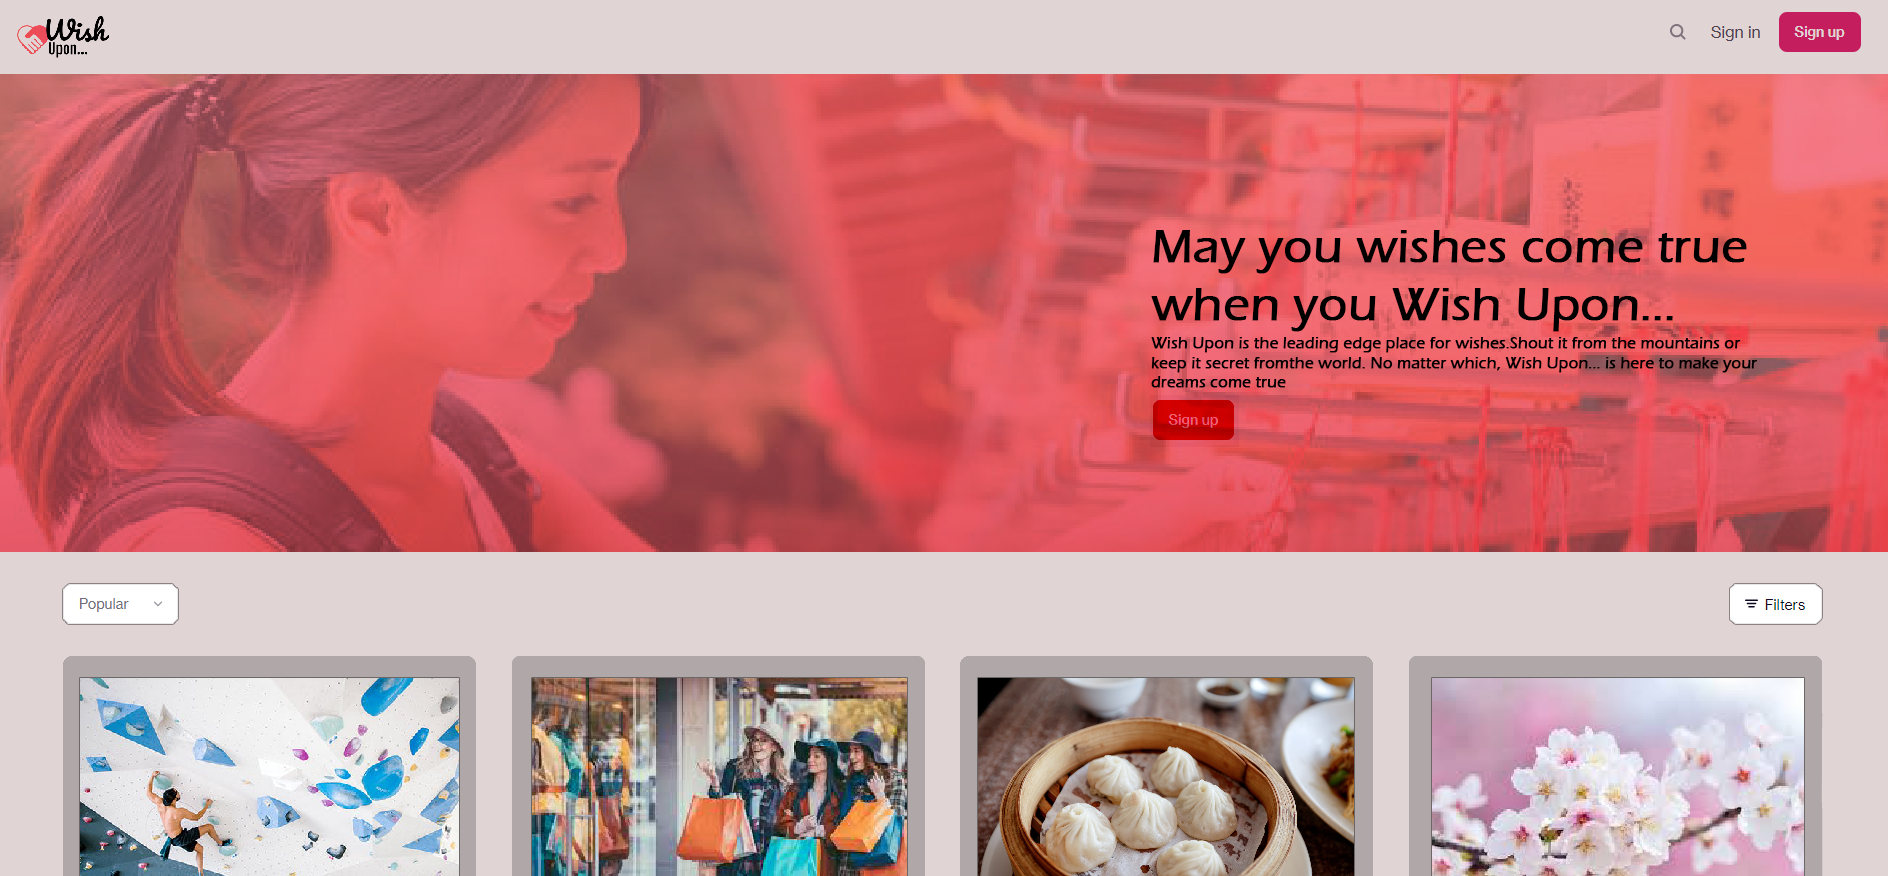 Wish
Upon...
Sign in
Sign up
May you wishes come true
when you Wish Upon...
Wish Upon is the leading edge place for wishes.Shout it from the mountains or
keep it secret fromthe world. No matter which, Wish Upon... is here to make your
dreams come true
Sign up
Popular
Filters